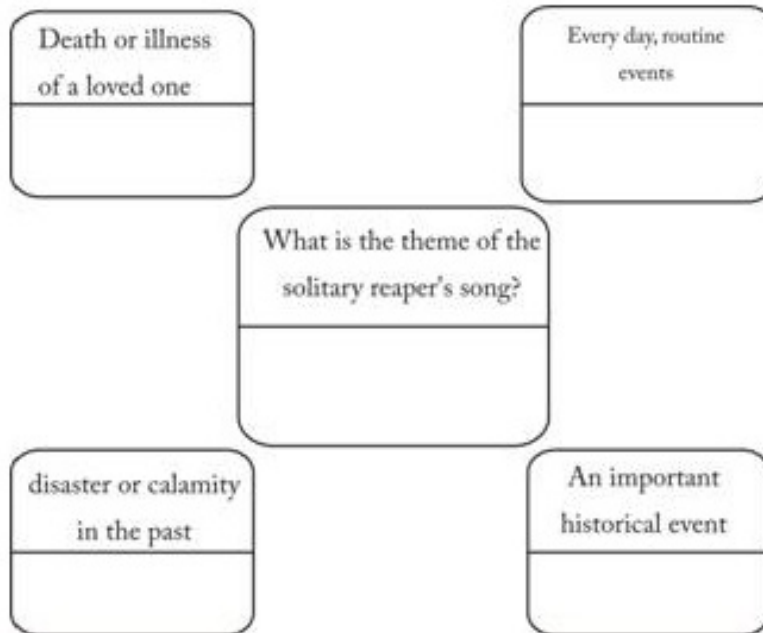 Death or illness
of a loved one
Every day, routine
events
What is the theme of the
solitary reaper's song?
disaster or calamity
in the past
An important
historical event